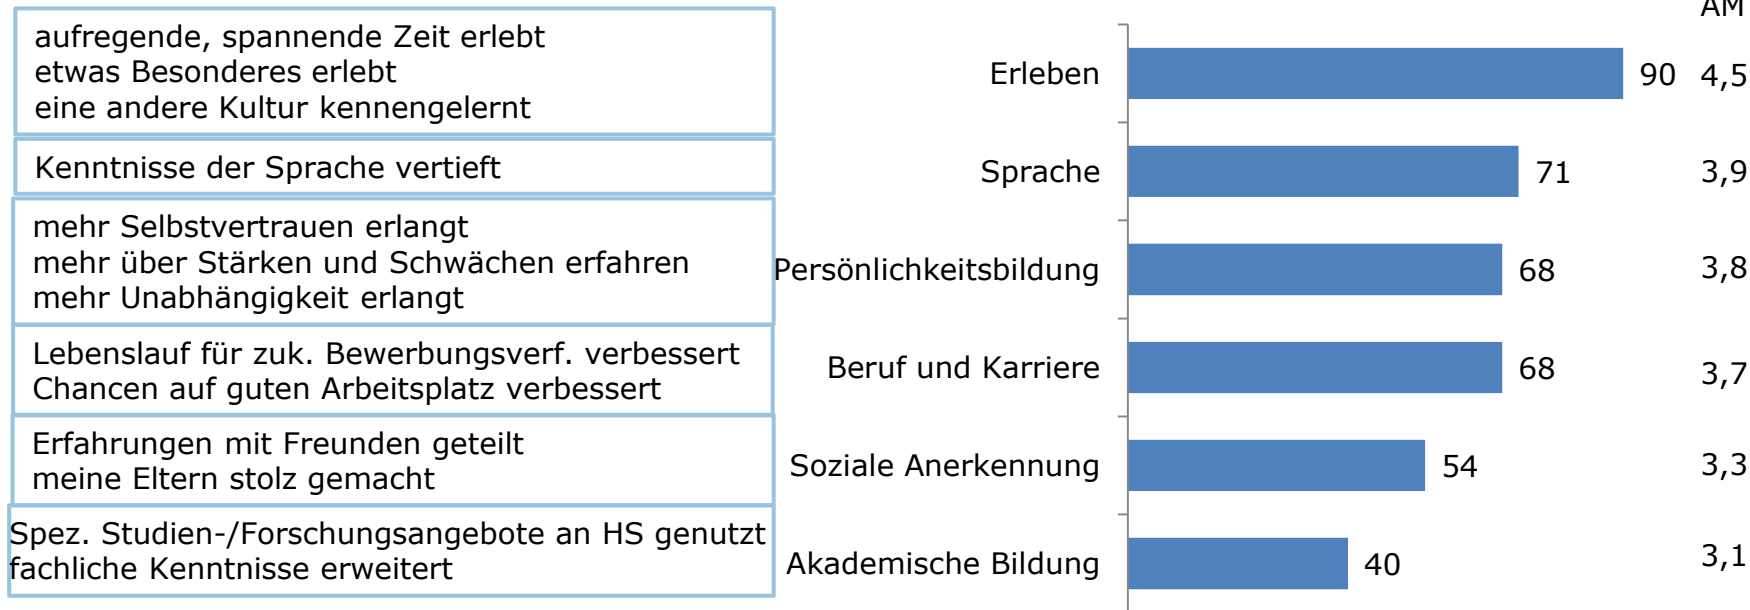 AM
aufregende, spannende Zeit erlebt
etwas Besonderes erlebt
eine andere Kultur kennengelernt
Erleben 90 4,5
Kenntnisse der Sprache vertieft
Sprache 71 3,9
mehr Selbstvertrauen erlangt
mehr über Stärken und Schwächen erfahren
mehr Unabhängigkeit erlangt
Persönlichkeitsbildung 68 3,8
Lebenslauf für zuk. Bewerbungsverf. verbessert
Chancen auf guten Arbeitsplatz verbessert
Beruf und Karriere 68 3,7
Erfahrungen mit Freunden geteilt
meine Eltern stolz gemacht
Soziale Anerkennung 54 3,3
Spez. Studien-/Forschungsangebote an HS genutzt
fachliche Kenntnisse erweitert
Akademische Bildung 40 3,1